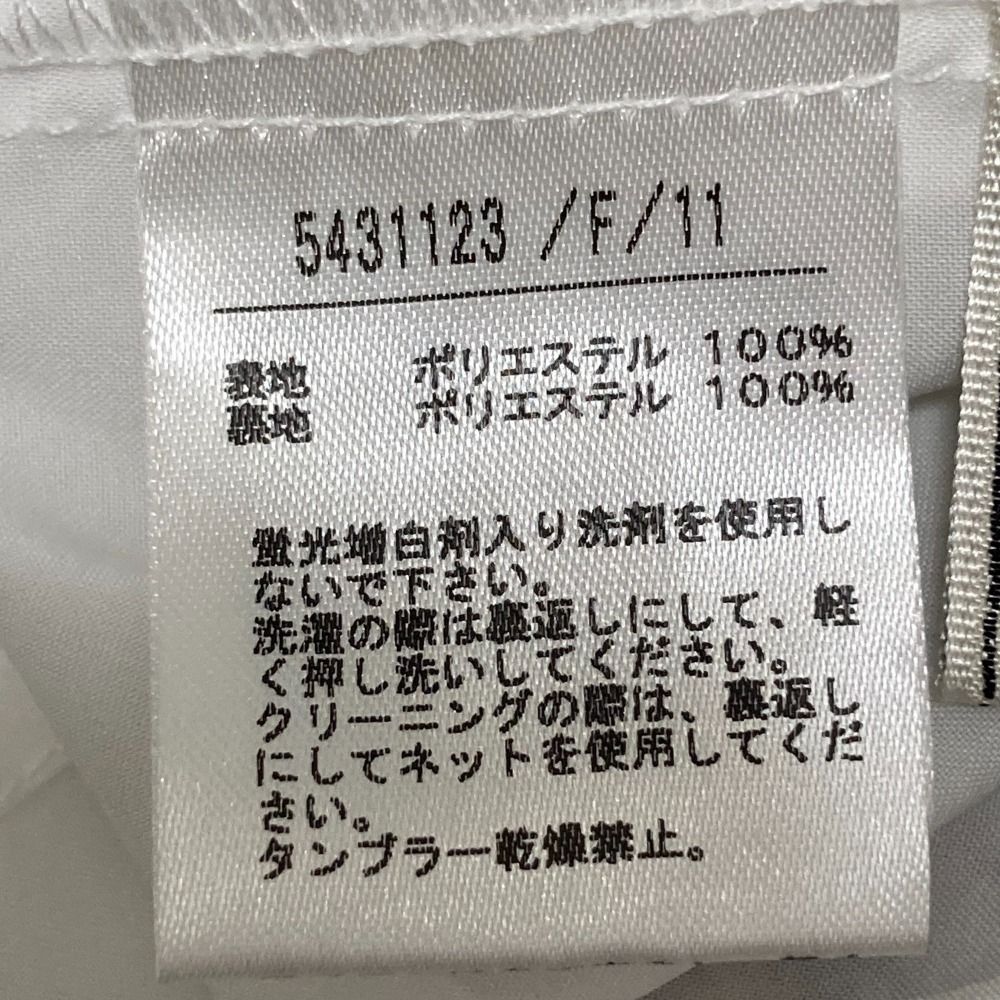 5431123 /F/11
表地 ポリエステル 100%
裏地 ポリエステル 100%
蛍光増白剤入り洗剤を使用し
ないで下さい。
洗濯の際は裏返しにして、軽
く押し洗いしてください。
クリーニングの際は、裏返し
にしてネットを使用してくだ
さい。
タンブラー乾燥禁止。